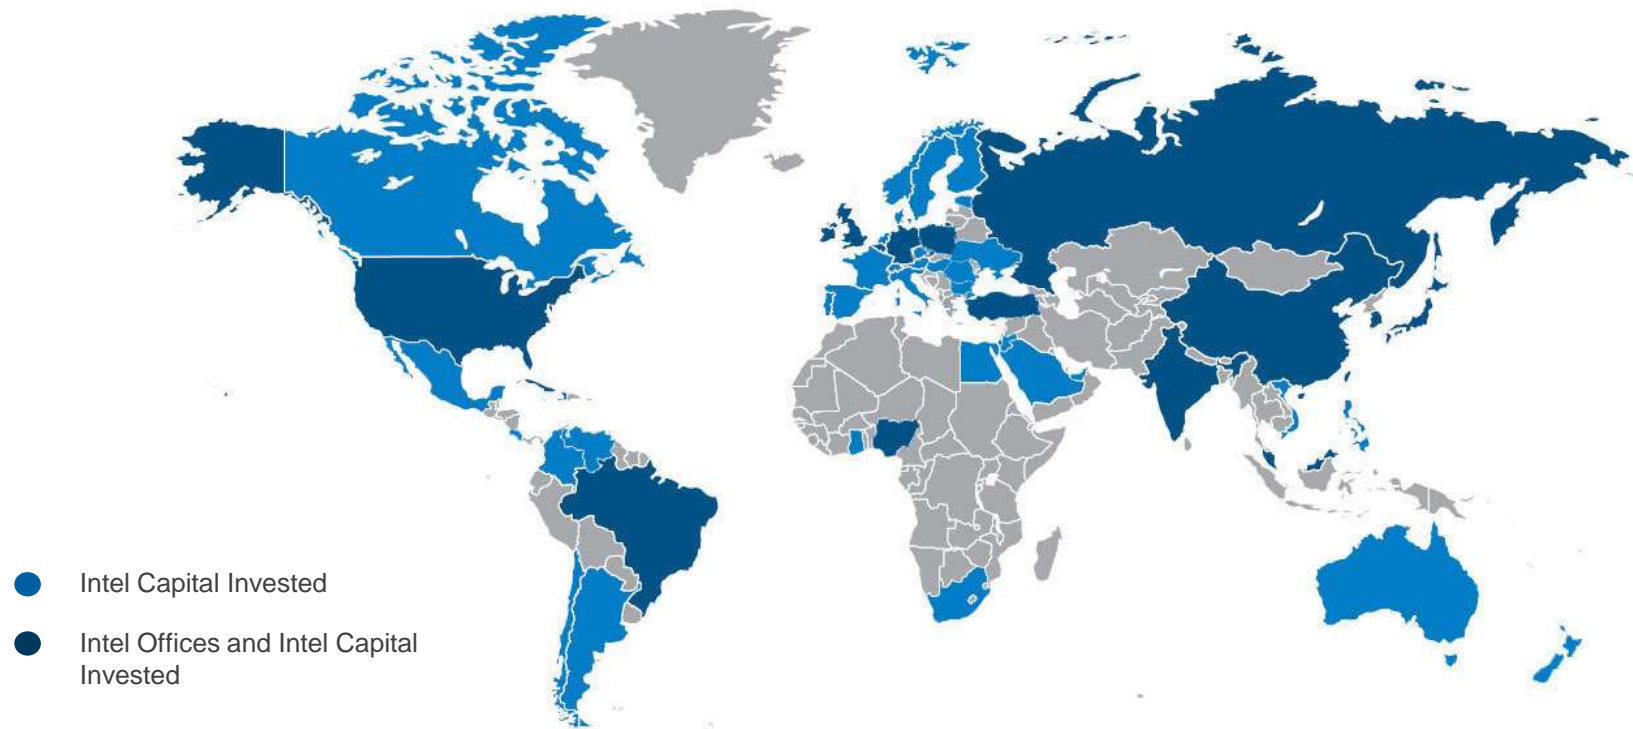 Intel Capital Invested
Intel Offices and Intel Capital
Invested